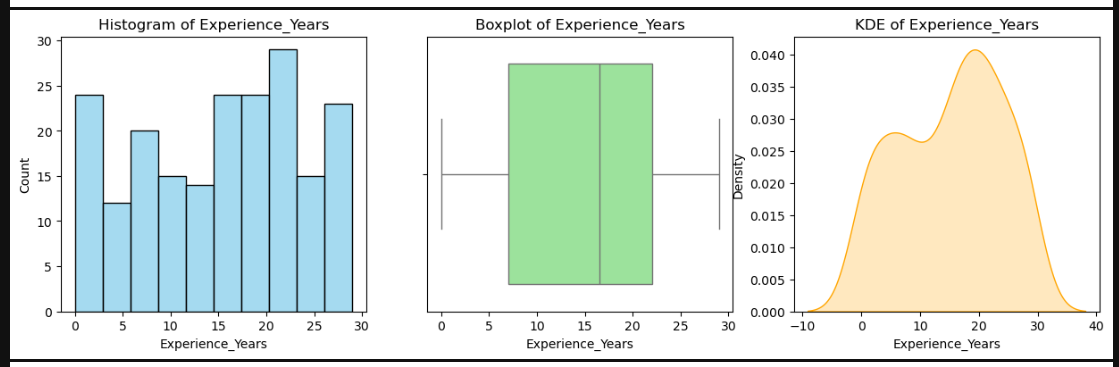 Histogram of Experience_Years
30
25
20
15
10
5
0
Count
0 5 10 15 20 25 30
Experience_Years
Boxplot of Experience_Years
0 5 10 15 20 25 30
Experience_Years
KDE of Experience_Years
0.040
0.035
0.030
0.025
0.020
0.015
0.010
0.005
0.000
Density
−10 0 10 20 30 40
Experience_Years